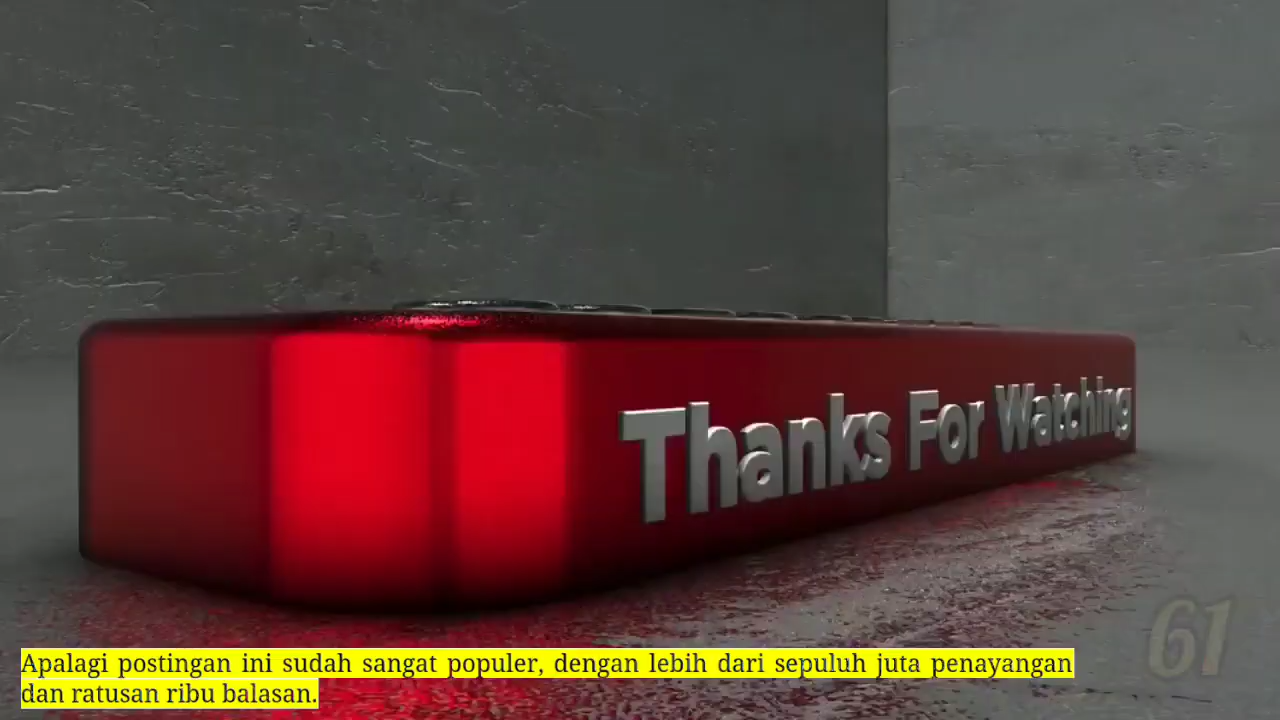 Thanks For Watching
61
Apalagi postingan ini sudah sangat populer, dengan lebih dari sepuluh juta penayangan
dan ratusan ribu balasan.